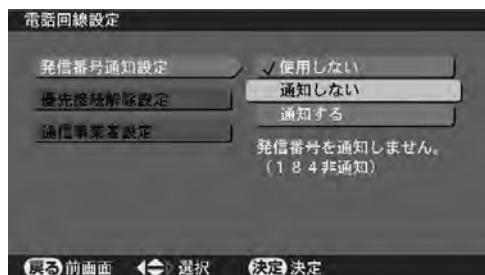 電話回線設定
発信番号通知設定
使用しない
優先接続解除設定
通知しない
通信事業者設定
通知する
発信番号を通知しません。
（１８４非通知）
戻る 前画面 選択 決定 決定